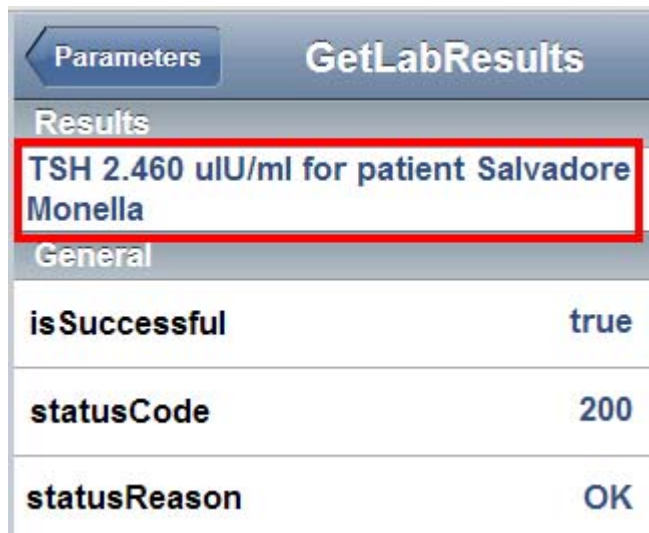 Parameters GetLabResults
Results
TSH 2.460 uIU/ml for patient Salvadore
Monella
General
isSuccessful true
statusCode 200
statusReason OK